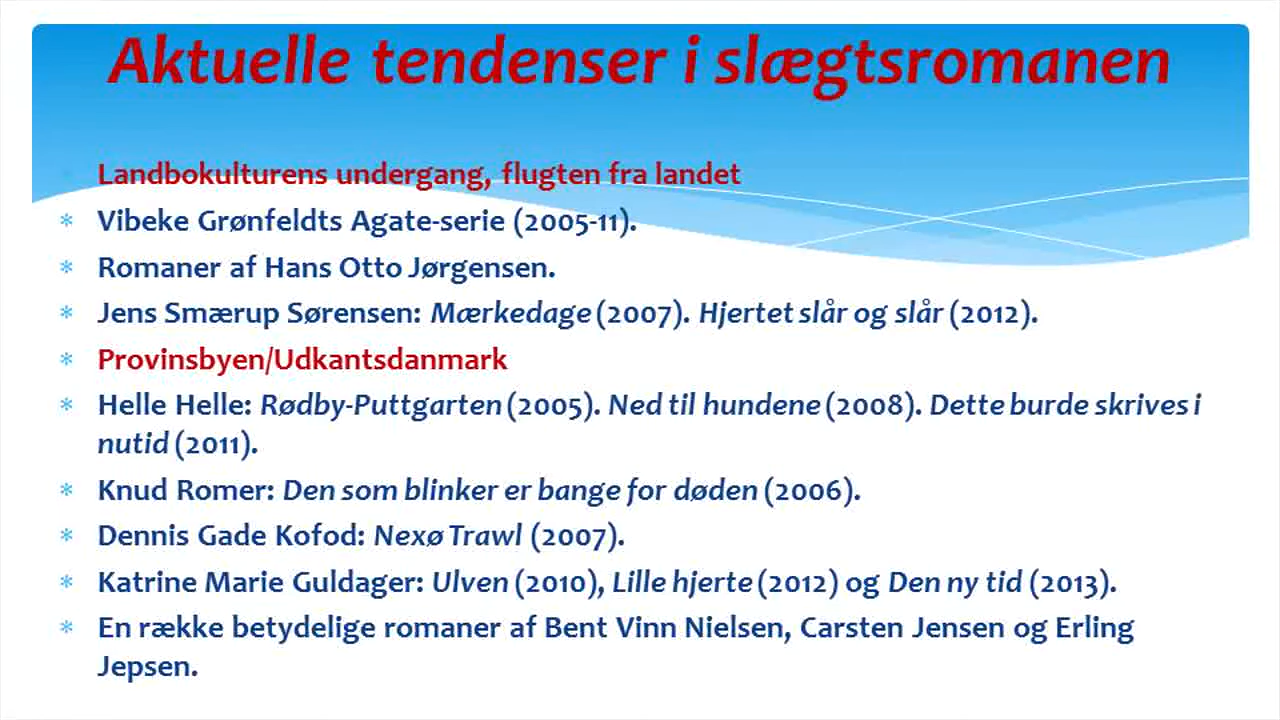 Aktuelle tendenser i slægtsromanen
Landbokulturens undergang, flugten fra landet
* Vibeke Grønfeldts Agate-serie (2005-11).
* Romaner af Hans Otto Jørgensen.
* Jens Smærup Sørensen: Mærkedage (2007). Hjertet slår og slår (2012).
* Provinsbyen/Udkantsdanmark
* Helle Helle: Rødby-Puttgarten (2005). Ned til hundene (2008). Dette burde skrives i
nutid (2011).
* Knud Romer: Den som blinker er bange for døden (2006).
* Dennis Gade Kofod: Nexø Trawl (2007).
* Katrine Marie Guldager: Ulven (2010), Lille hjerte (2012) og Den ny tid (2013).
* En række betydelige romaner af Bent Vinn Nielsen, Carsten Jensen og Erling
Jepsen.